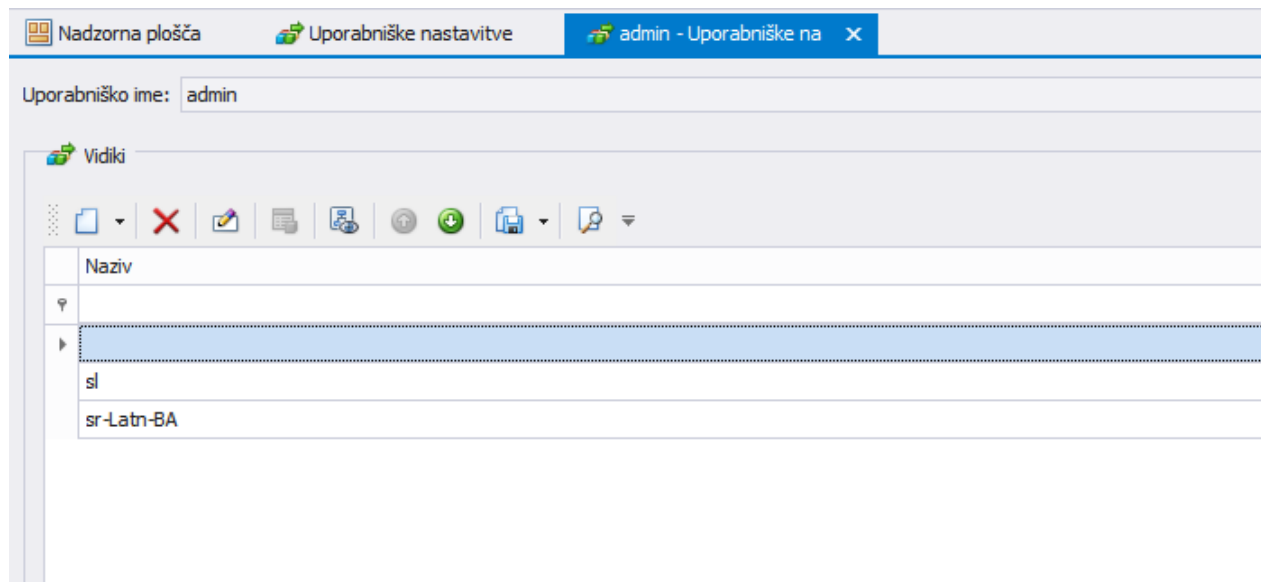 Nadzorna plošča Uporabniške nastavitve admin - Uporabniške na
Uporabniško ime: admin
Vidiki
Naziv
sl
sr-Latn-BA